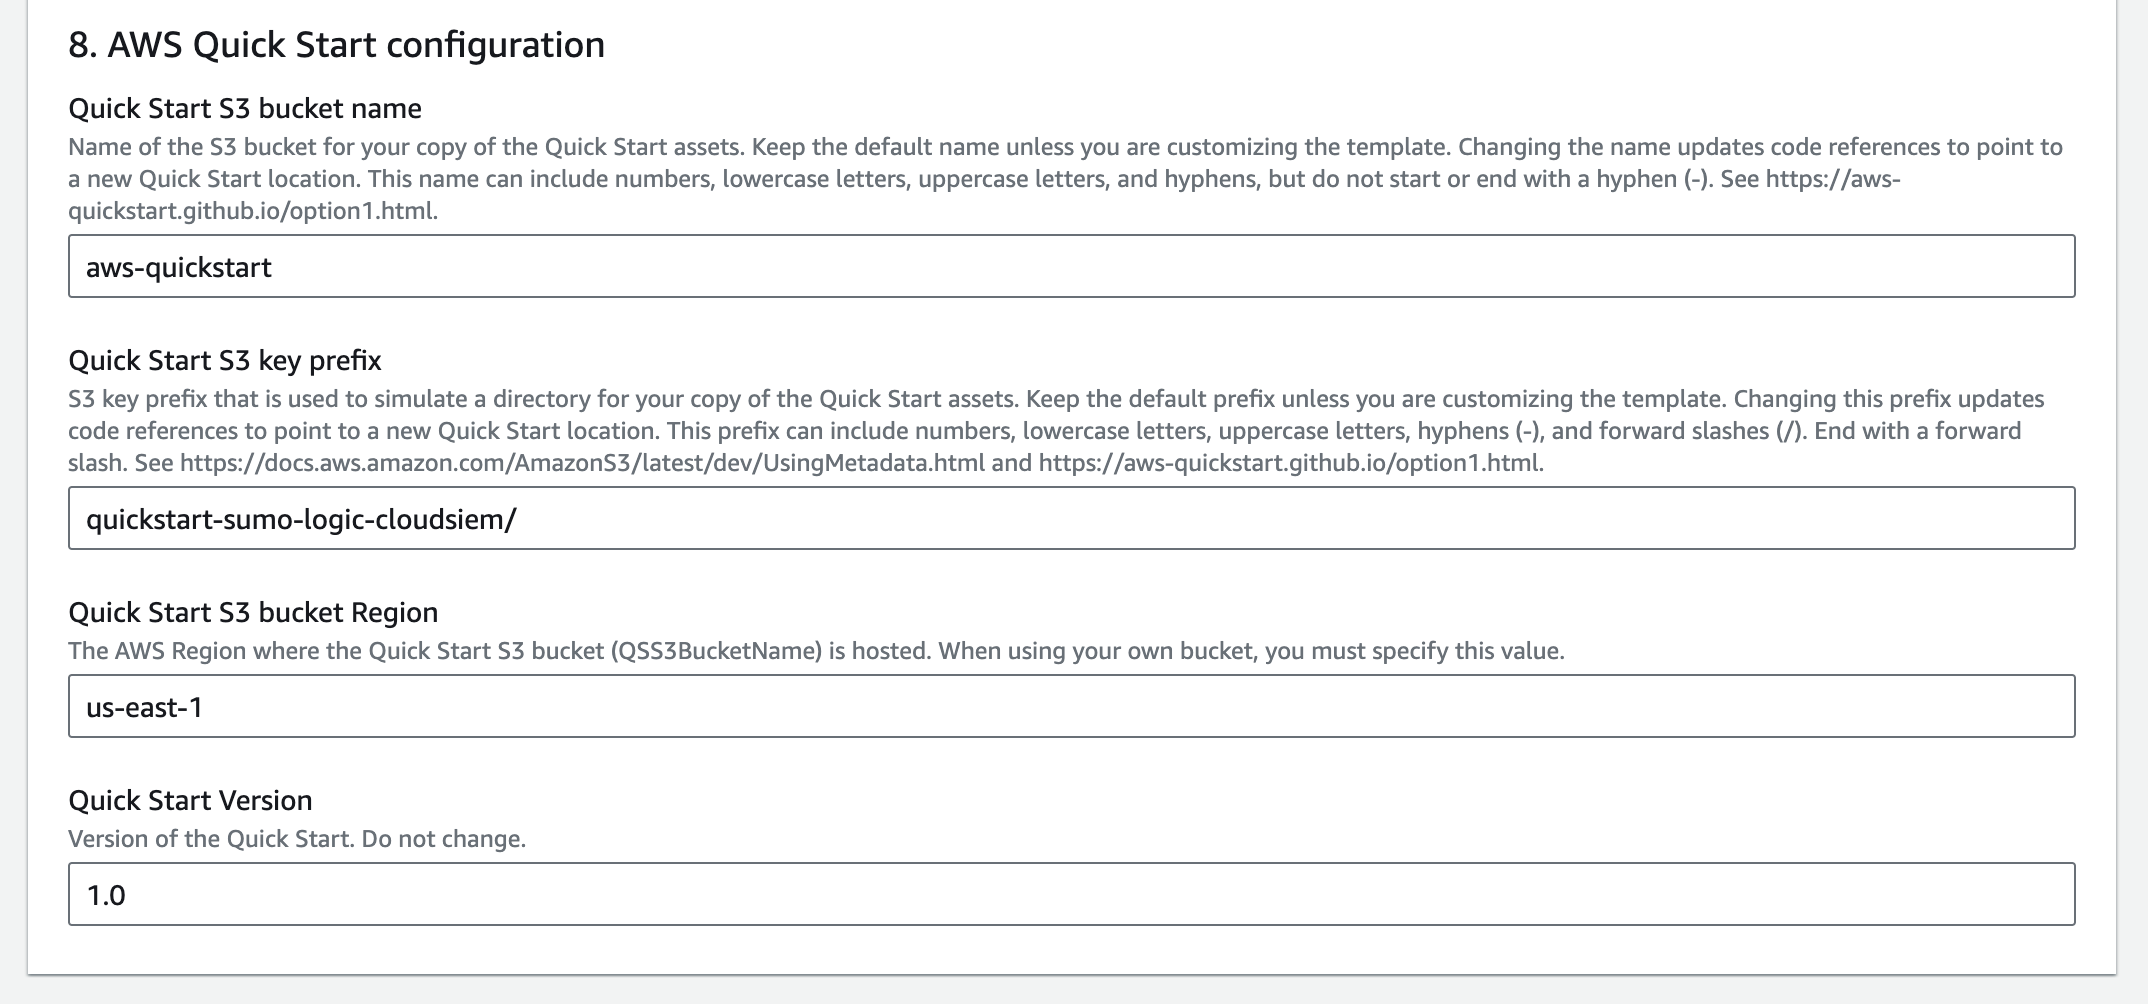 8. AWS Quick Start configuration
Quick Start S3 bucket name
Name of the S3 bucket for your copy of the Quick Start assets. Keep the default name unless you are customizing the template. Changing the name updates code references to point to
a new Quick Start location. This name can include numbers, lowercase letters, uppercase letters, and hyphens, but do not start or end with a hyphen (-). See https://aws-
quickstart.github.io/option1.html.
aws-quickstart
Quick Start S3 key prefix
S3 key prefix that is used to simulate a directory for your copy of the Quick Start assets. Keep the default prefix unless you are customizing the template. Changing this prefix updates
code references to point to a new Quick Start location. This prefix can include numbers, lowercase letters, uppercase letters, hyphens (-), and forward slashes (/). End with a forward
slash. See https://docs.aws.amazon.com/AmazonS3/latest/dev/UsingMetadata.html and https://aws-quickstart.github.io/option1.html.
quickstart-sumo-logic-cloudsiem/
Quick Start S3 bucket Region
The AWS Region where the Quick Start S3 bucket (QSS3BucketName) is hosted. When using your own bucket, you must specify this value.
us-east-1
Quick Start Version
Version of the Quick Start. Do not change.
1.0